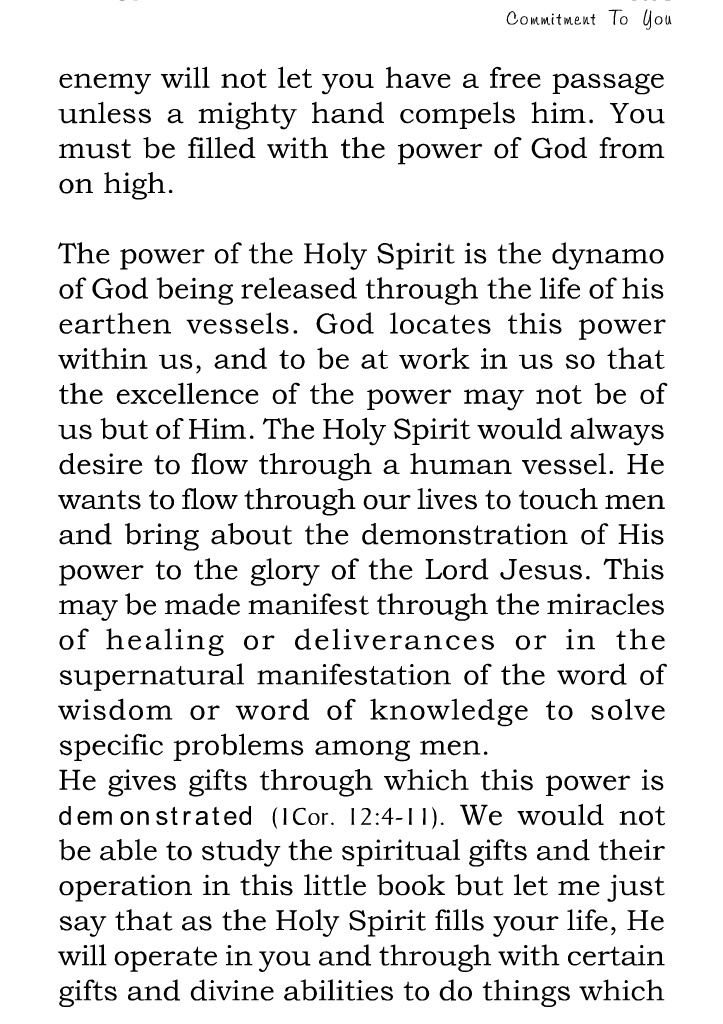 Commitment To You
enemy will not let you have a free passage
unless a mighty hand compels him. You
must be filled with the power of God from
on high.
The power of the Holy Spirit is the dynamo
of God being released through the life of his
earthen vessels. God locates this power
within us, and to be at work in us so that
the excellence of the power may not be of
us but of Him. The Holy Spirit would always
desire to flow through a human vessel. He
wants to flow through our lives to touch men
and bring about the demonstration of His
power to the glory of the Lord Jesus. This
may be made manifest through the miracles
of healing or deliverances or in the
supernatural manifestation of the word of
wisdom or word of knowledge to solve
specific problems among men.
He gives gifts through which this power is
demonstrated (1Cor. 12:4-11). We would not
be able to study the spiritual gifts and their
operation in this little book but let me just
say that as the Holy Spirit fills your life, He
will operate in you and through with certain
gifts and divine abilities to do things which